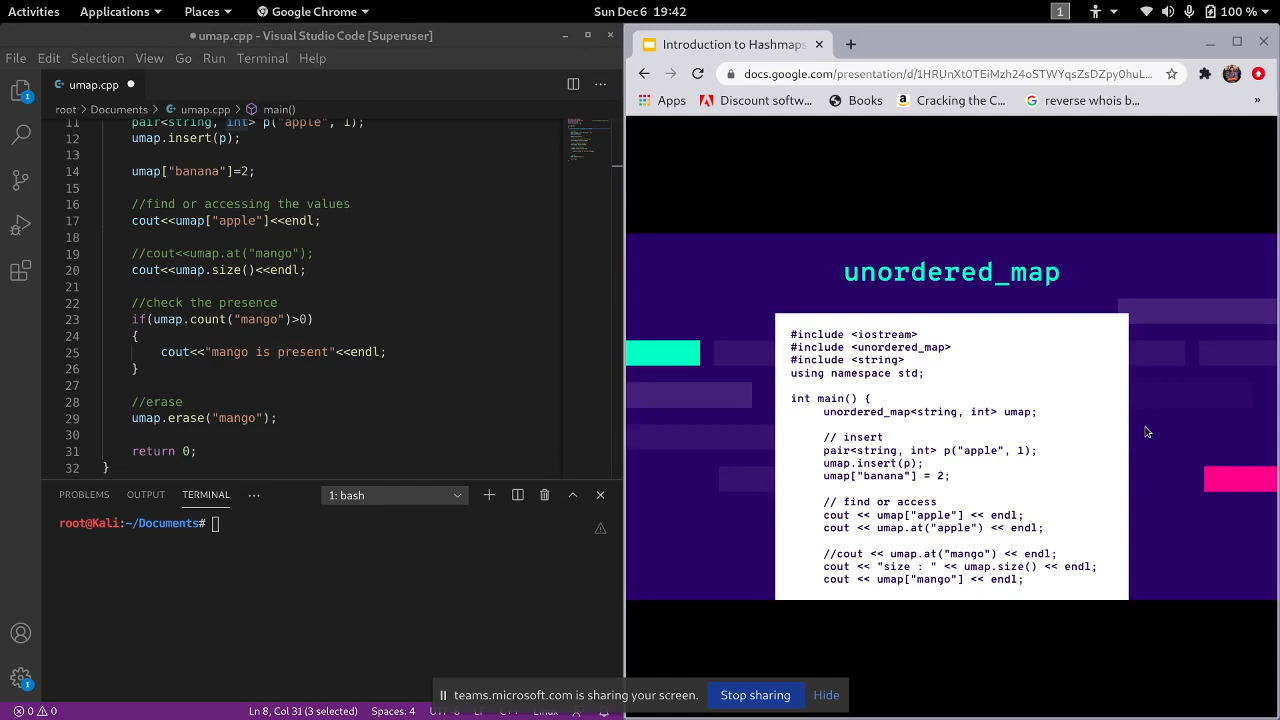 Activities Applications Places Google Chrome Sun Dec 6 19:42 1 100 %
umap.cpp - Visual Studio Code [Superuser]
File Edit Selection View Go Run Terminal Help
umap.cpp
root > Documents > umap.cpp > main()
11 pair<string, int> p("apple", 1);
12 umap.insert(p);
13
14 umap["banana"]=2;
15
16 //find or accessing the values
17 cout<<umap["apple"]<<endl;
18
19 //cout<<umap.at("mango");
20 cout<<umap.size()<<endl;
21
22 //check the presence
23 if(umap.count("mango")>0)
24 {
25 cout<<"mango is present"<<endl;
26 }
27
28 //erase
29 umap.erase("mango");
30
31 return 0;
32 }
PROBLEMS OUTPUT TERMINAL ··· 1: bash
root@Kali:~/Documents#
0 0 Ln 8, Col 31 (3 selected) Spaces: 4
Introduction to Hashmaps
docs.google.com/presentation/d/1HRUnXt0TEiMzh24oSTWYqsZsDZpy0huL...
Apps Discount softw... Books Cracking the C... reverse whois b... »
unordered_map
#include <iostream>
#include <unordered_map>
#include <string>
using namespace std;
int main() {
unordered_map<string, int> umap;
// insert
pair<string, int> p("apple", 1);
umap.insert(p);
umap["banana"] = 2;
// find or access
cout << umap["apple"] << endl;
cout << umap.at("apple") << endl;
//cout << umap.at("mango") << endl;
cout << "size : " << umap.size() << endl;
cout << umap["mango"] << endl;
teams.microsoft.com is sharing your screen. Stop sharing Hide